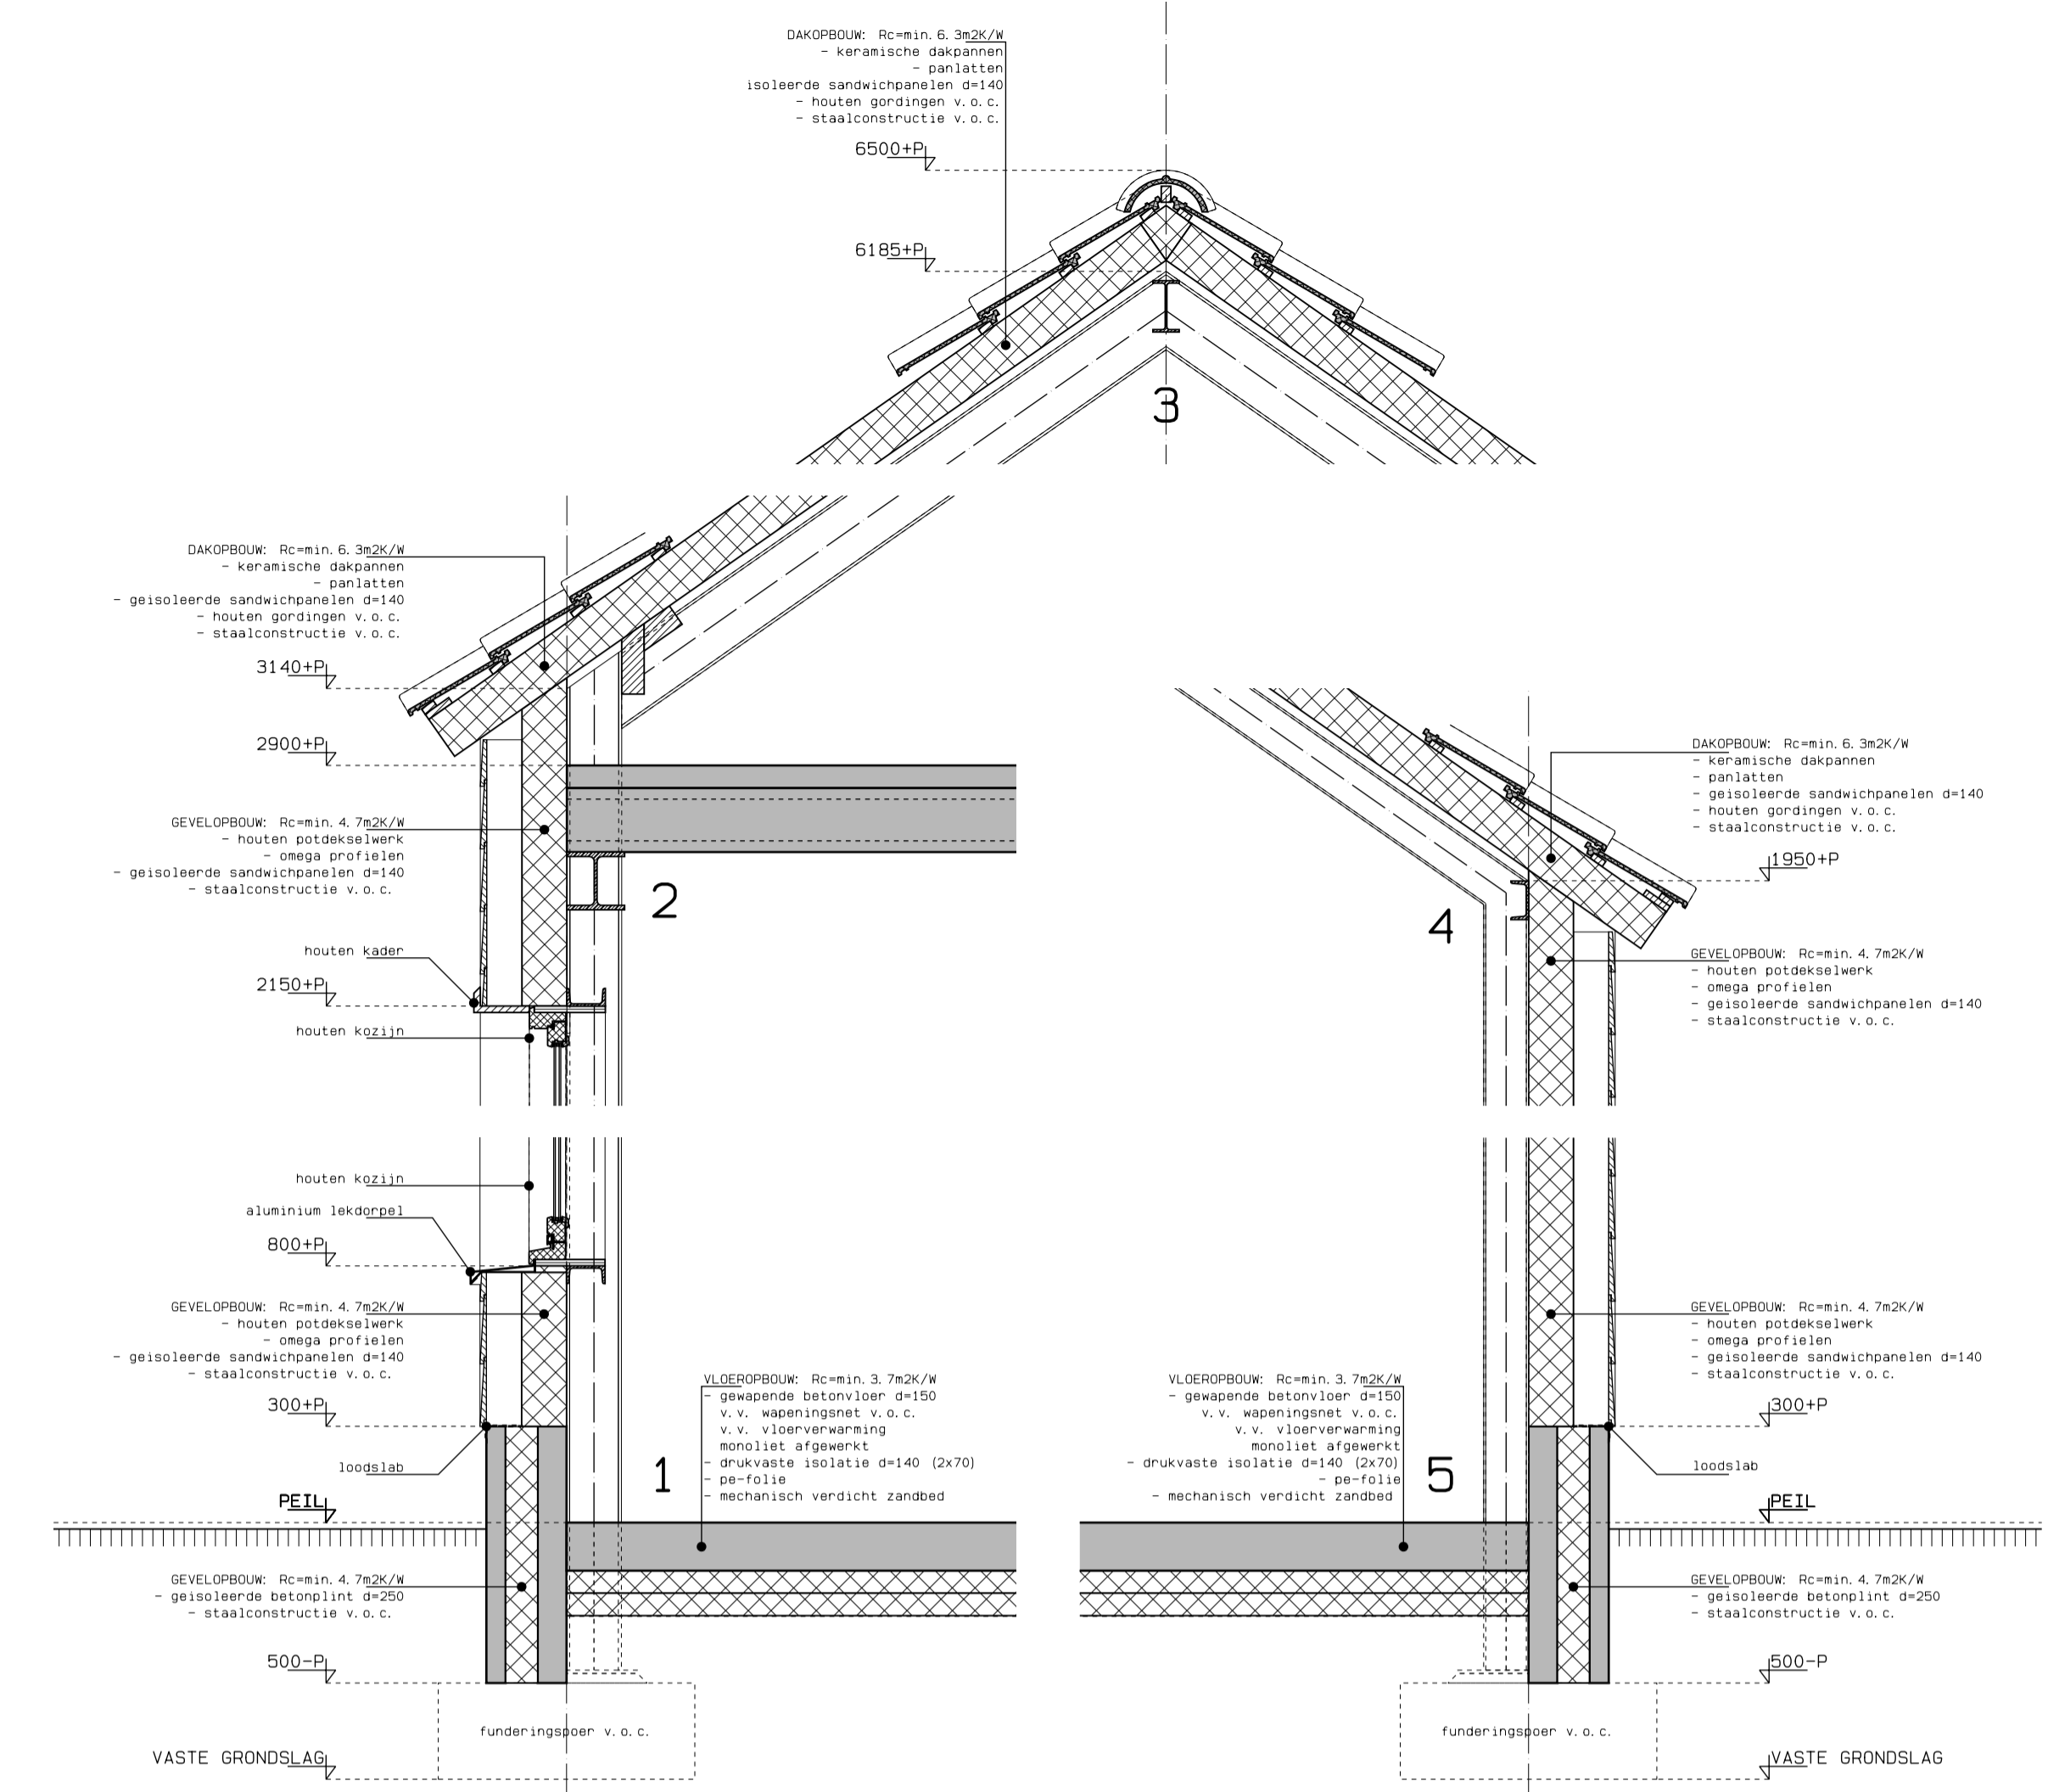 DAKOPBOUW: Rc=min. 6. 3m2K/W
- keramische dakpannen
- panlatten
isoleerde sandwichpanelen d=140
- houten gordingen v. o. c.
- staalconstructie v. o. c.
6500+P
6185+P
3
DAKOPBOUW: Rc=min. 6. 3m2K/W
- keramische dakpannen
- panlatten
- geisoleerde sandwichpanelen d=140
- houten gordingen v. o. c.
- staalconstructie v. o. c.
3140+P
2900+P
GEVELOPBOUW: Rc=min. 4. 7m2K/W
- houten potdekselwerk
- omega profielen
- geisoleerde sandwichpanelen d=140
- staalconstructie v. o. c.
2
houten kader
2150+P
houten kozijn
DAKOPBOUW: Rc=min. 6. 3m2K/W
- keramische dakpannen
- panlatten
- geisoleerde sandwichpanelen d=140
- houten gordingen v. o. c.
- staalconstructie v. o. c.
1950+P
4
GEVELOPBOUW: Rc=min. 4. 7m2K/W
- houten potdekselwerk
- omega profielen
- geisoleerde sandwichpanelen d=140
- staalconstructie v. o. c.
houten kozijn
aluminium lekdorpel
800+P
GEVELOPBOUW: Rc=min. 4. 7m2K/W
- houten potdekselwerk
- omega profielen
- geisoleerde sandwichpanelen d=140
- staalconstructie v. o. c.
300+P
loodslab
PEIL
1
VLOEROPBOUW: Rc=min. 3. 7m2K/W
- gewapende betonvloer d=150
v. v. wapeningsnet v. o. c.
v. v. vloerverwarming
monoliet afgewerkt
- drukvaste isolatie d=140 (2x70)
- pe-folie
- mechanisch verdicht zandbed
GEVELOPBOUW: Rc=min. 4. 7m2K/W
- geisoleerde betonplint d=250
- staalconstructie v. o. c.
500-P
funderingspoer v. o. c.
VASTE GRONDSLAG
VLOEROPBOUW: Rc=min. 3. 7m2K/W
- gewapende betonvloer d=150
v. v. wapeningsnet v. o. c.
v. v. vloerverwarming
monoliet afgewerkt
- drukvaste isolatie d=140 (2x70)
- pe-folie
- mechanisch verdicht zandbed
5
GEVELOPBOUW: Rc=min. 4. 7m2K/W
- houten potdekselwerk
- omega profielen
- geisoleerde sandwichpanelen d=140
- staalconstructie v. o. c.
300+P
loodslab
PEIL
GEVELOPBOUW: Rc=min. 4. 7m2K/W
- geisoleerde betonplint d=250
- staalconstructie v. o. c.
500-P
funderingspoer v. o. c.
VASTE GRONDSLAG